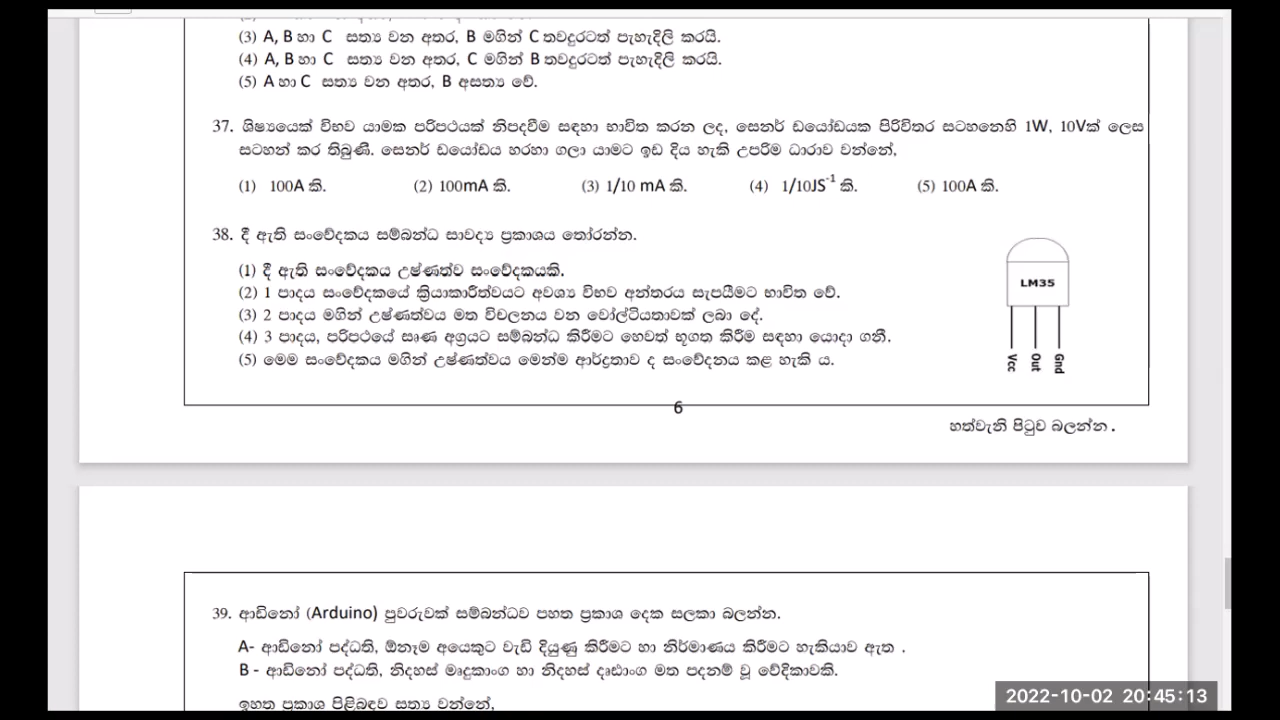 (3) A, B හා C සත්‍ය වන අතර, B මගින් C තවදුරටත් පැහැදිලි කරයි.
(4) A, B හා C සත්‍ය වන අතර, C මගින් B තවදුරටත් පැහැදිලි කරයි.
(5) A හා C සත්‍ය වන අතර, B අසත්‍ය වේ.
37. ශිෂ්‍යයෙක් විභව යාමක පරිපථයක් නිපදවීම සඳහා භාවිත කරන ලද, සෙනර් ඩයෝඩයක පිරිවිතර සටහනෙහි 1W, 10Vක් ලෙස
සටහන් කර තිබුණි. සෙනර් ඩයෝඩය හරහා ගලා යාමට ඉඩ දිය හැකි උපරිම ධාරාව වන්නේ,
(1) 100A කි. (2) 100mA කි. (3) 1/10 mA කි. (4) 1/10JS⁻¹ කි. (5) 100A කි.
38. දී ඇති සංවේදකය සම්බන්ධ සාවද්‍ය ප්‍රකාශය තෝරන්න.
(1) දී ඇති සංවේදකය උෂ්ණත්ව සංවේදකයකි.
(2) 1 පාදය සංවේදකයේ ක්‍රියාකාරීත්වයට අවශ්‍ය විභව අන්තරය සැපයීමට භාවිත වේ.
(3) 2 පාදය මගින් උෂ්ණත්වය මත විචලනය වන වෝල්ටීයතාවක් ලබා දේ.
(4) 3 පාදය, පරිපථයේ සෘණ අග්‍රයට සම්බන්ධ කිරීමට හෙවත් භූගත කිරීම සඳහා යොදා ගනී.
(5) මෙම සංවේදකය මගින් උෂ්ණත්වය මෙන්ම ආර්ද්‍රතාව ද සංවේදනය කළ හැකි ය.
LM35
Vcc Out Gnd
6
හත්වැනි පිටුව බලන්න.
39. ආඩිනෝ (Arduino) පුවරුවක් සම්බන්ධව පහත ප්‍රකාශ දෙක සලකා බලන්න.
A- ආඩිනෝ පද්ධති, ඕනෑම අයෙකුට වැඩි දියුණු කිරීමට හා නිර්මාණය කිරීමට හැකියාව ඇත .
B - ආඩිනෝ පද්ධති, නිදහස් මෘදුකාංග හා නිදහස් දෘඪාංග මත පදනම් වූ වේදිකාවකි.
ඉහත ප්‍රකාශ පිළිබඳව සත්‍ය වන්නේ,
2022-10-02 20:45:13